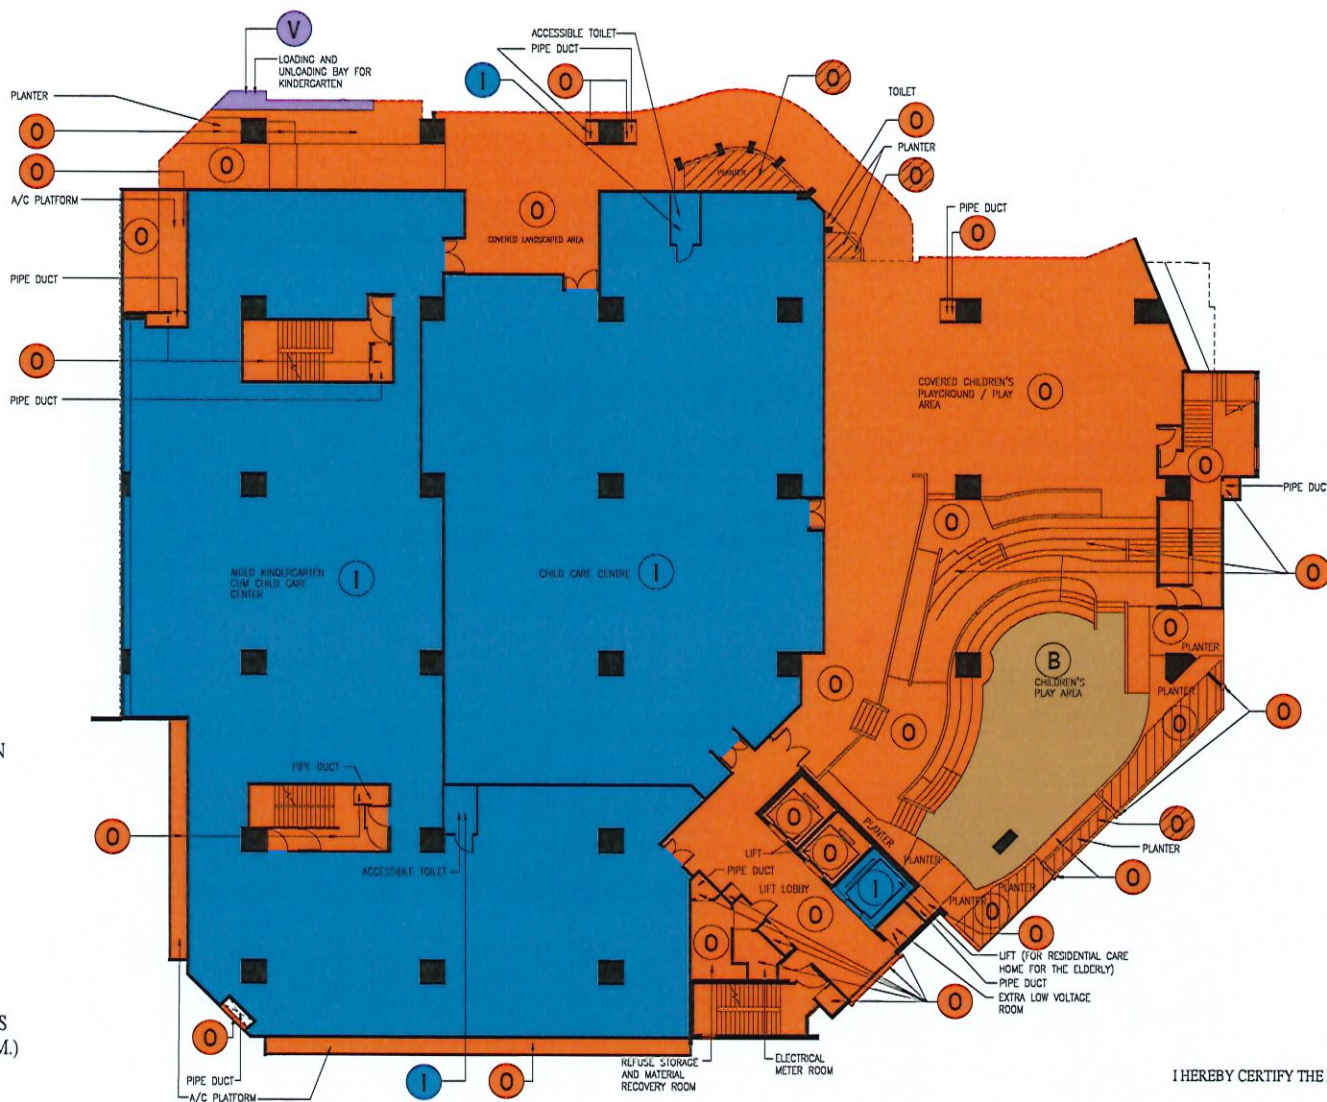 V
LOADING AND
UNLOADING BAY FOR
KINDERGARTEN
ACCESSIBLE TOILET
PIPE DUCT
I
O
O
TOILET
O
PLANTER
O
PLANTER
O
O
O
A/C PLATFORM
O
O
COVERED LANDSCAPED AREA
PLANTER
PIPE DUCT
O
PIPE DUCT
O
PIPE DUCT
COVERED CHILDREN'S
PLAYGROUND / PLAY
AREA
O
O
PIPE DUCT
O
O
AIDED KINDERGARTEN
CUM CHILD CARE
CENTER
I
CHILD CARE CENTRE
I
O
PLANTER
B
CHILDREN'S
PLAY AREA
PLANTER
O
O
O
O
N
PIPE DUCT
O
ACCESSIBLE TOILET
O
O
I
LIFT
PIPE DUCT
LIFT LOBBY
O
O
PLANTER
PLANTER
PLANTER
PLANTER
O
O
PLANTER
O
O
LIFT (FOR RESIDENTIAL CARE
HOME FOR THE ELDERLY)
PIPE DUCT
EXTRA LOW VOLTAGE
ROOM
O
S
M.)
O
PIPE DUCT
A/C PLATFORM
I
O
REFUSE STORAGE
AND MATERIAL
RECOVERY ROOM
ELECTRICAL
METER ROOM
I HEREBY CERTIFY THE